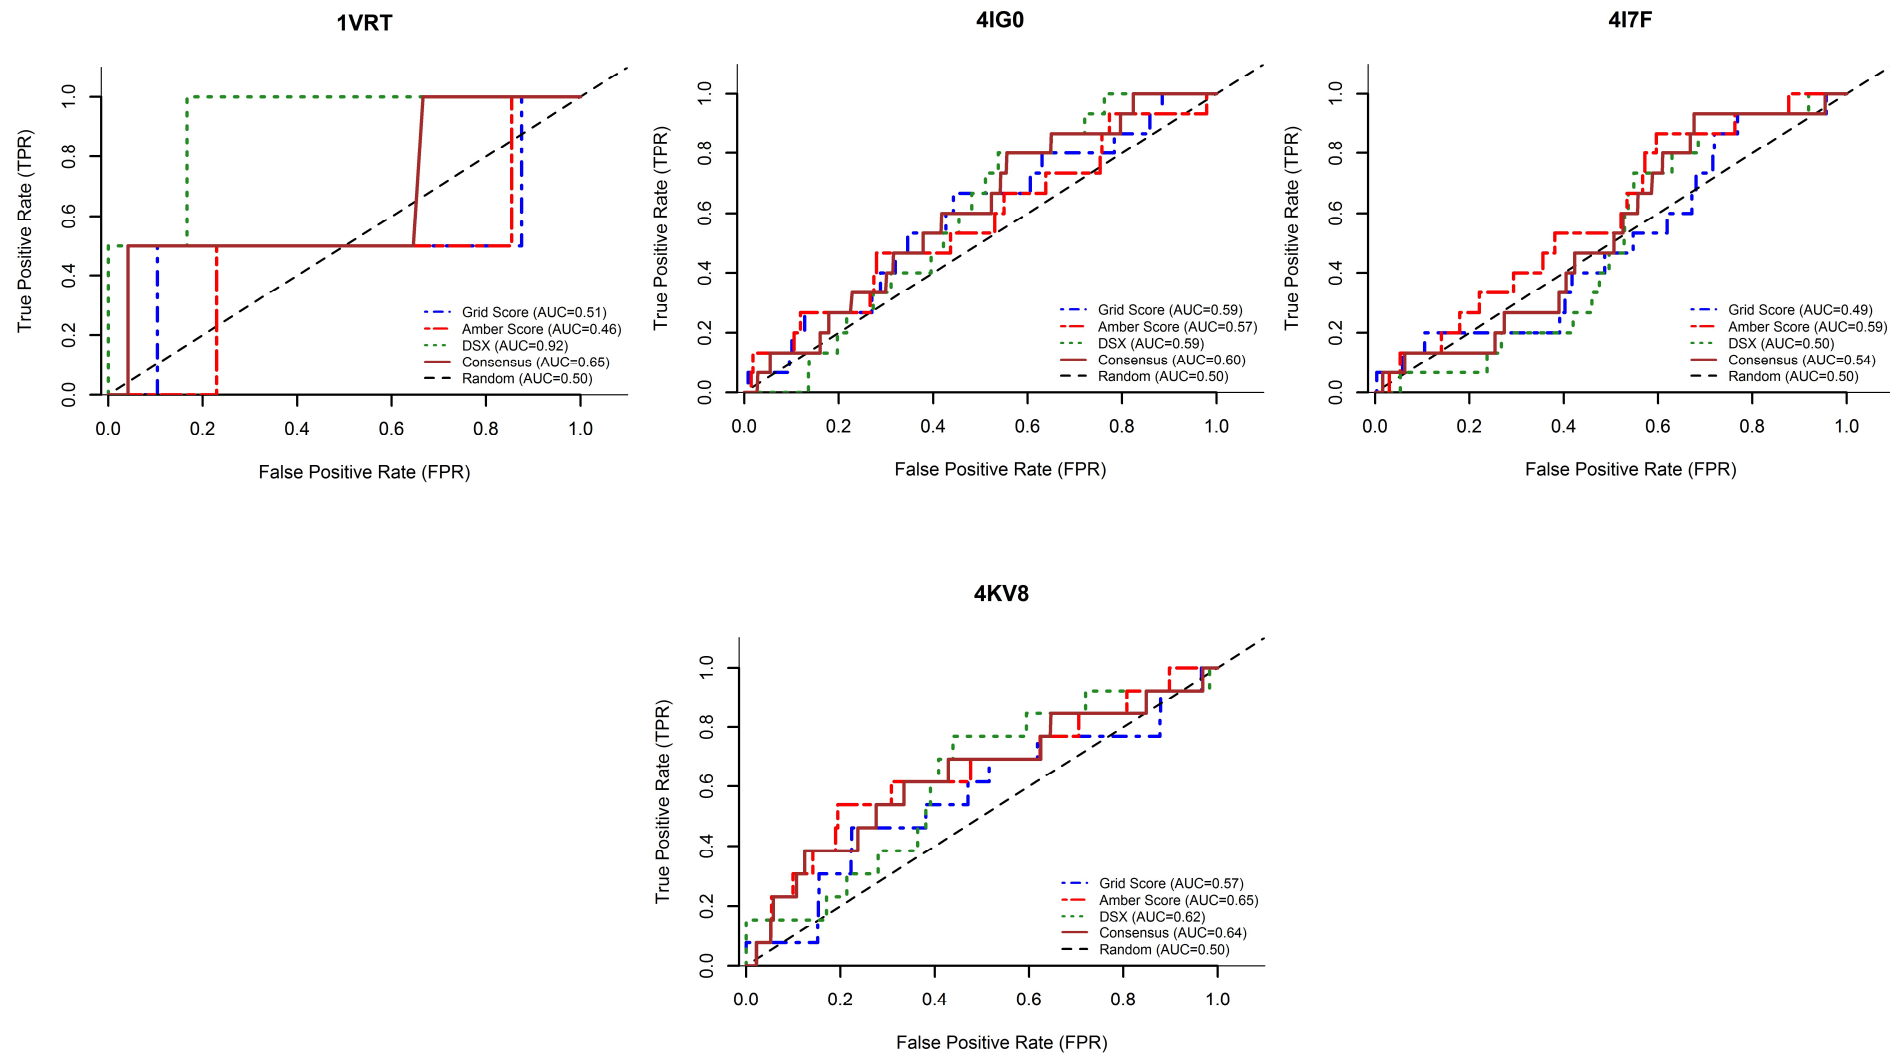 1VRT
True Positive Rate (TPR)
1.0
0.8
0.6
0.4
0.2
0.0
Grid Score (AUC=0.51)
Amber Score (AUC=0.46)
DSX (AUC=0.92)
Consensus (AUC=0.65)
Random (AUC=0.50)
0.0 0.2 0.4 0.6 0.8 1.0
False Positive Rate (FPR)
4IG0
True Positive Rate (TPR)
1.0
0.8
0.6
0.4
0.2
0.0
Grid Score (AUC=0.59)
Amber Score (AUC=0.57)
DSX (AUC=0.59)
Consensus (AUC=0.60)
Random (AUC=0.50)
0.0 0.2 0.4 0.6 0.8 1.0
False Positive Rate (FPR)
4I7F
True Positive Rate (TPR)
1.0
0.8
0.6
0.4
0.2
0.0
Grid Score (AUC=0.49)
Amber Score (AUC=0.59)
DSX (AUC=0.50)
Consensus (AUC=0.54)
Random (AUC=0.50)
0.0 0.2 0.4 0.6 0.8 1.0
False Positive Rate (FPR)
4KV8
True Positive Rate (TPR)
1.0
0.8
0.6
0.4
0.2
0.0
Grid Score (AUC=0.57)
Amber Score (AUC=0.65)
DSX (AUC=0.62)
Consensus (AUC=0.64)
Random (AUC=0.50)
0.0 0.2 0.4 0.6 0.8 1.0
False Positive Rate (FPR)